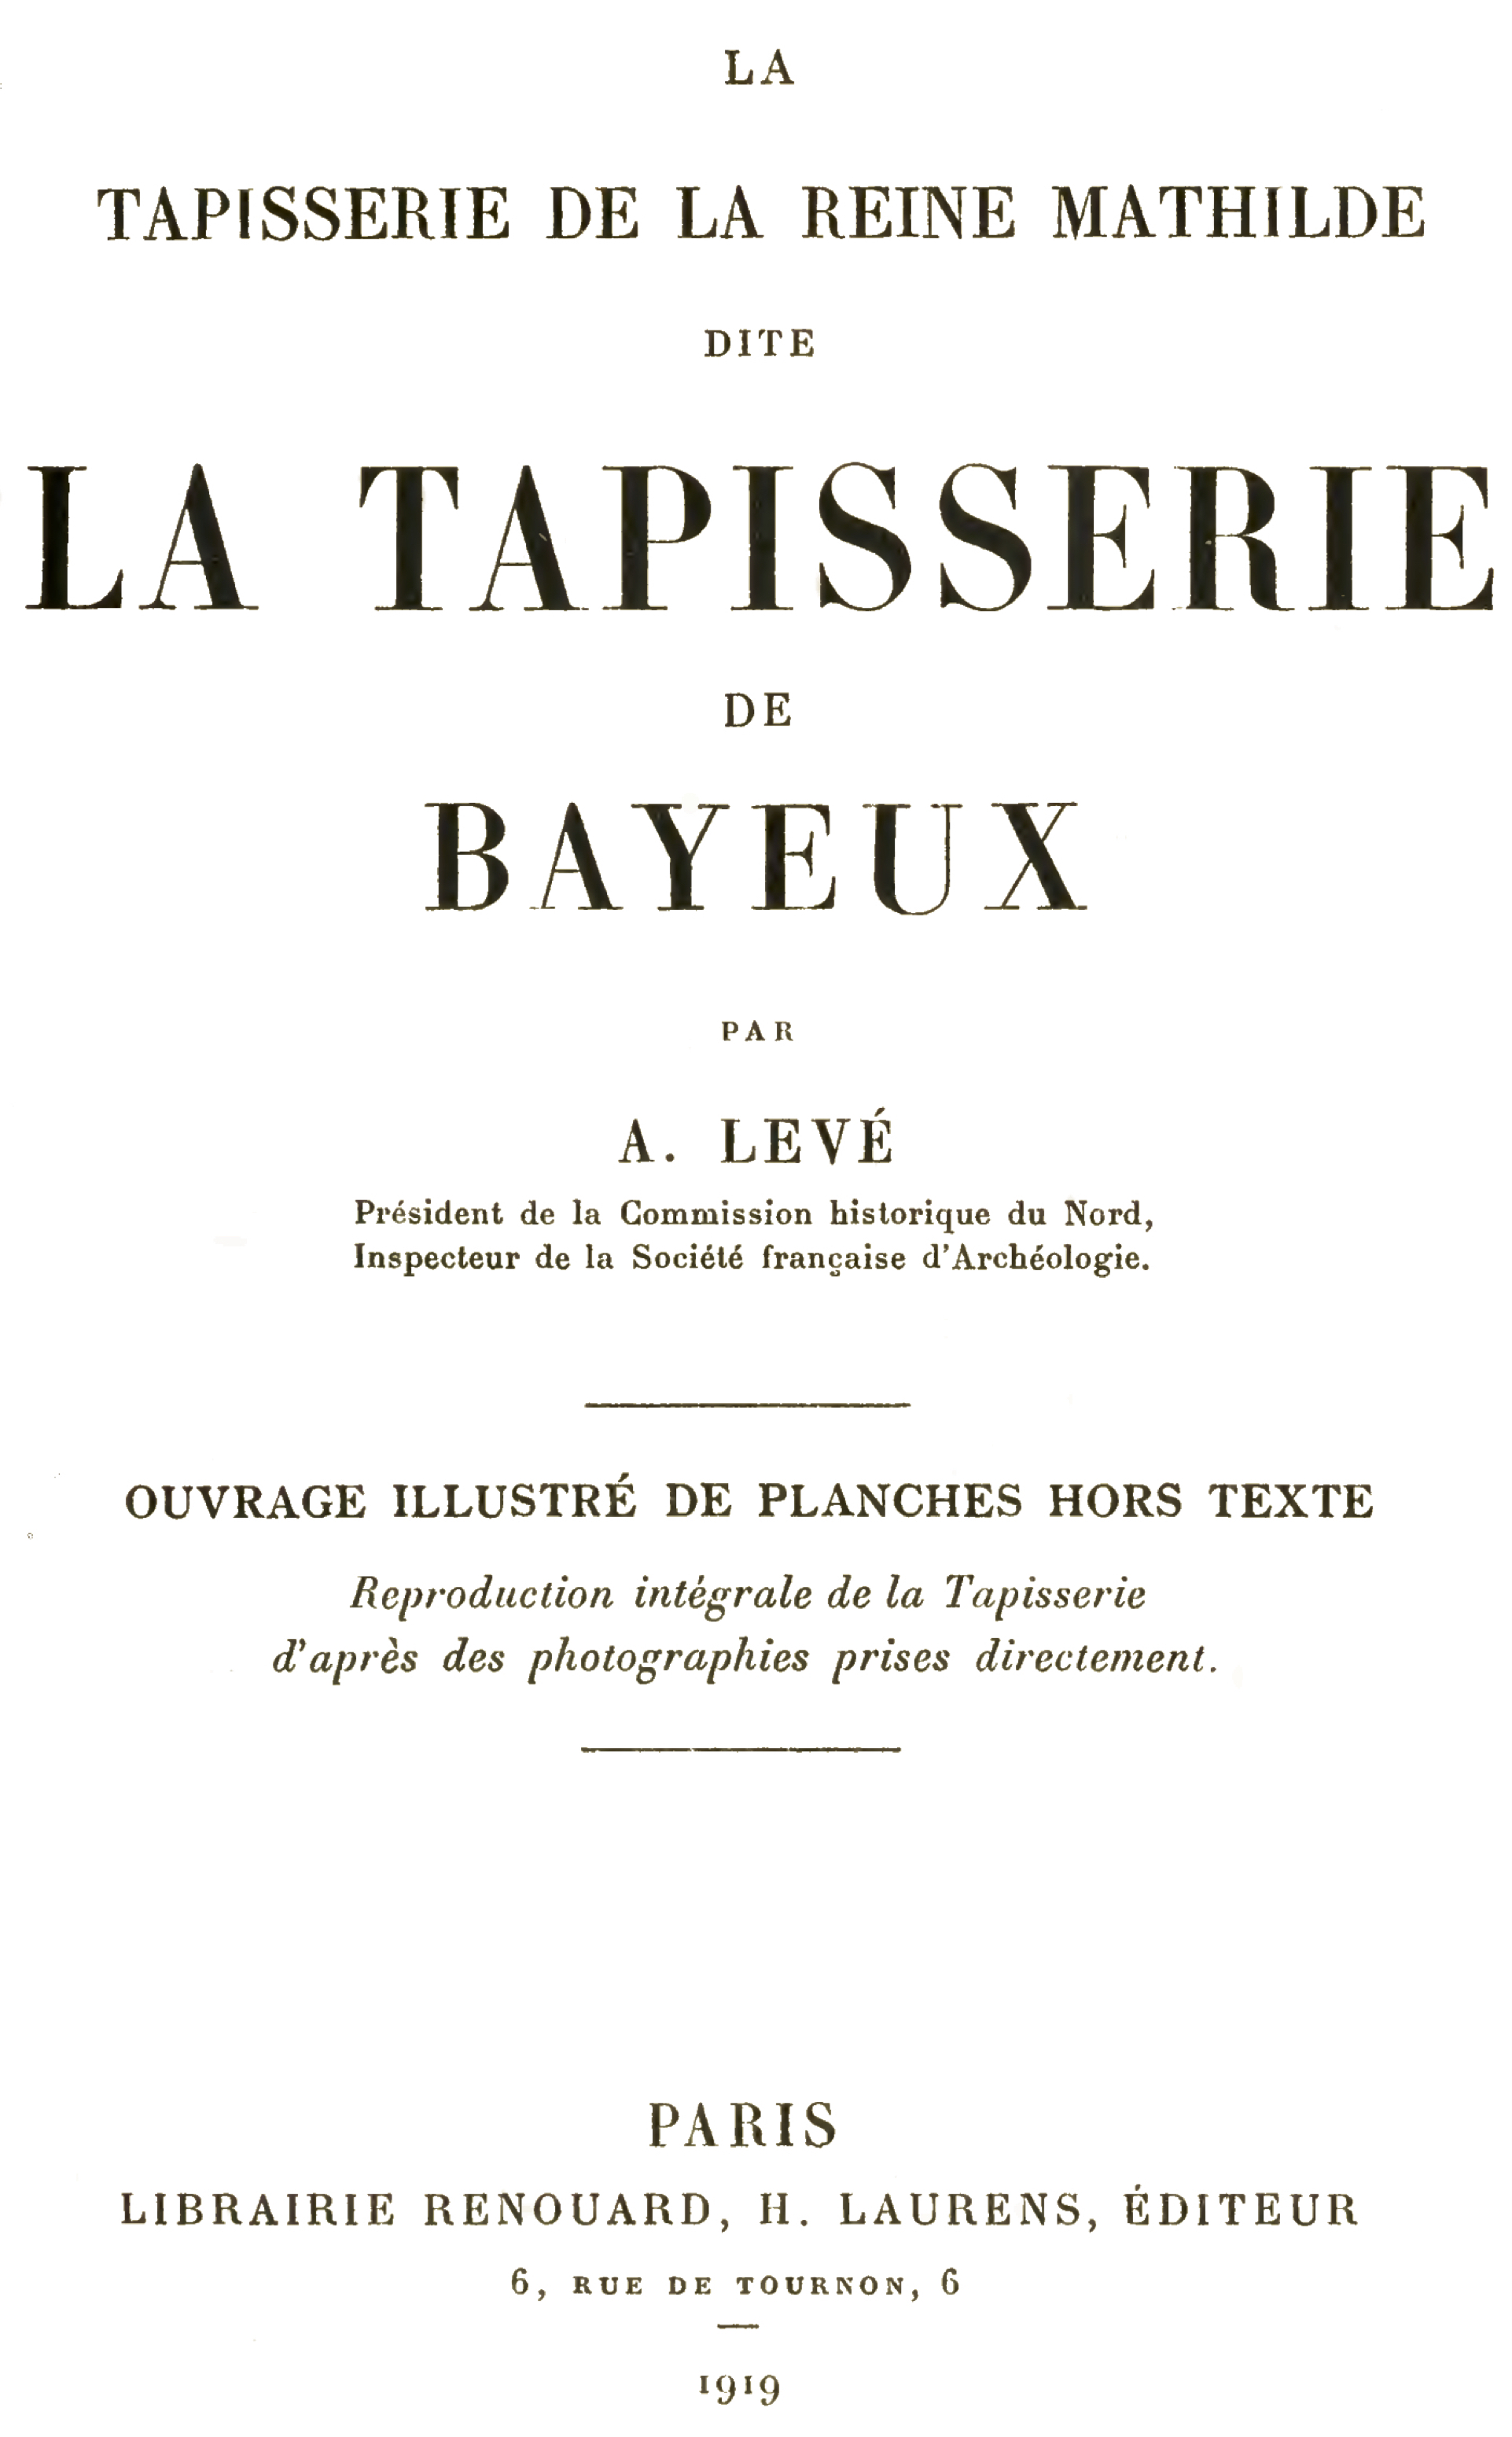 LA
TAPISSERIE DE LA REINE MATHILDE
DITE
LA TAPISSERIE
DE
BAYEUX
PAR
A. LEVÉ
Président de la Commission historique du Nord,
Inspecteur de la Société française d'Archéologie.
OUVRAGE ILLUSTRÉ DE PLANCHES HORS TEXTE
Reproduction intégrale de la Tapisserie
d'après des photographies prises directement.
PARIS
LIBRAIRIE RENOUARD, H. LAURENS, ÉDITEUR
6, RUE DE TOURNON, 6
1919